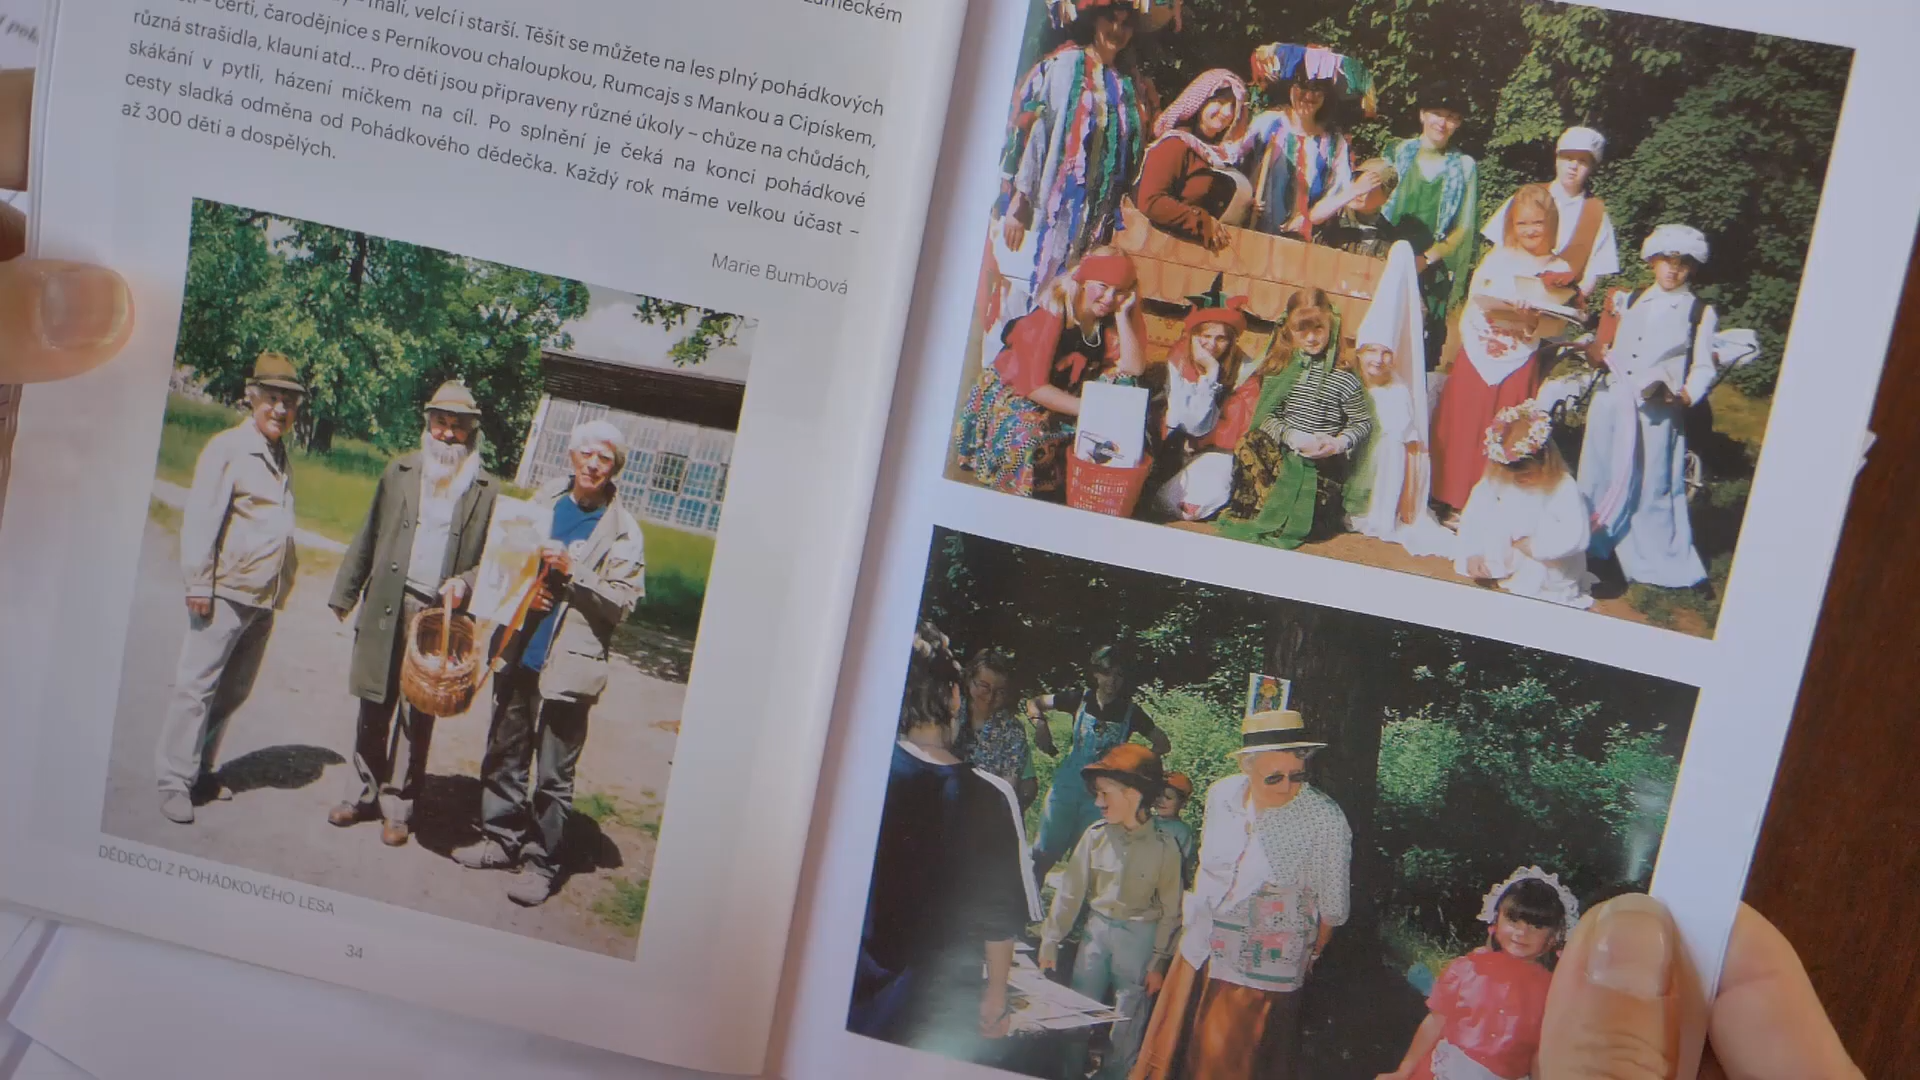 zámeckém
– malí, velcí i starší. Těšit se můžete na les plný pohádkových
– čerti, čarodějnice s Perníkovou chaloupkou, Rumcajs s Mankou a Cipískem,
různá strašidla, klauni atd... Pro děti jsou připraveny různé úkoly – chůze na chůdách,
skákání v pytli, házení míčkem na cíl. Po splnění je čeká na konci pohádkové
cesty sladká odměna od Pohádkového dědečka. Každý rok máme velkou účast –
až 300 dětí a dospělých.
Marie Bumbová
DĚDEČCI Z POHÁDKOVÉHO LESA
34